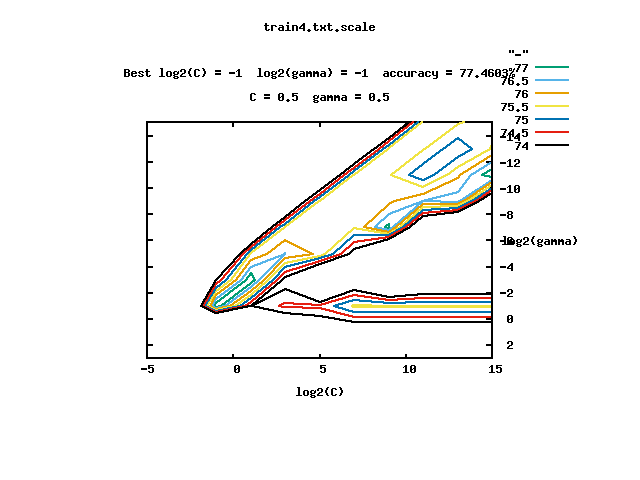 train4.txt.scale
"-"
Best log2(C) = -1  log2(gamma) = -1  accuracy = 77.4603%
77
76.5
C = 0.5  gamma = 0.5
76
75.5
75
74.5
74
-14
-12
-10
-8
-6
log2(gamma)
-4
-2
0
2
-5 0 5 10 15
log2(C)